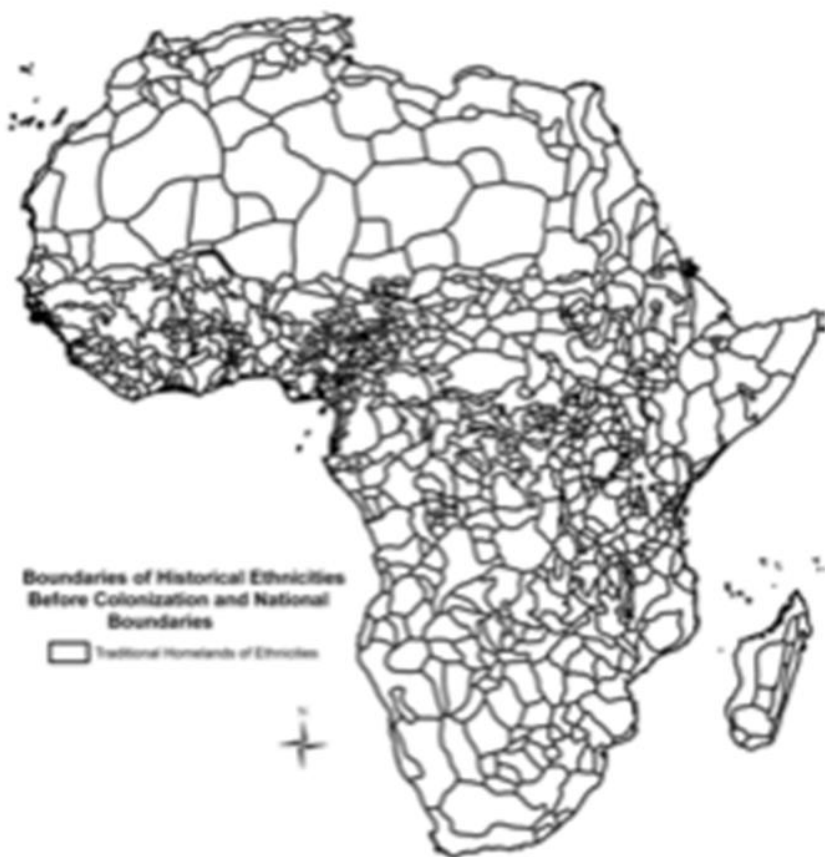 Boundaries of Historical Ethnicities
Before Colonization and National
Boundaries
Traditional Homelands of Ethnicities